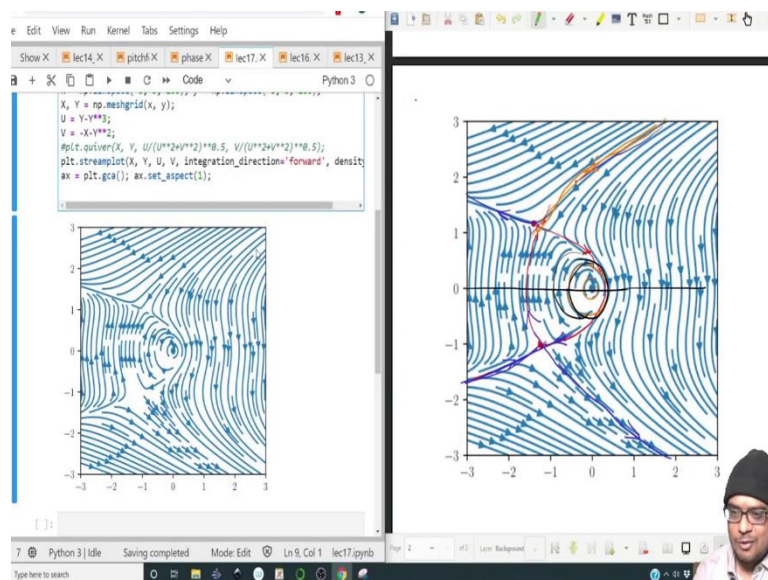 Edit View Run Kernel Tabs Settings Help
Show X lec14_ X pitchf X phase X lec17. X lec16. X lec13_ X
Code Python 3
X, Y = np.meshgrid(x, y);
U = Y-Y**3;
V = -X-Y**2;
#plt.quiver(X, Y, U/(U**2+V**2)**0.5, V/(U**2+V**2)**0.5);
plt.streamplot(X, Y, U, V, integration_direction='forward', densit
ax = plt.gca(); ax.set_aspect(1);
3
2
1
0
−1
−2
−3
−3 −2 −1 0 1 2 3
[ ]:
7 Python 3 | Idle Saving completed Mode: Edit Ln 9, Col 1 lec17.ipynb
Type here to search
3
2
1
0
−1
−2
−3
−3 −2 −1 0 1 2 3
Page 2 of 2 Layer Background